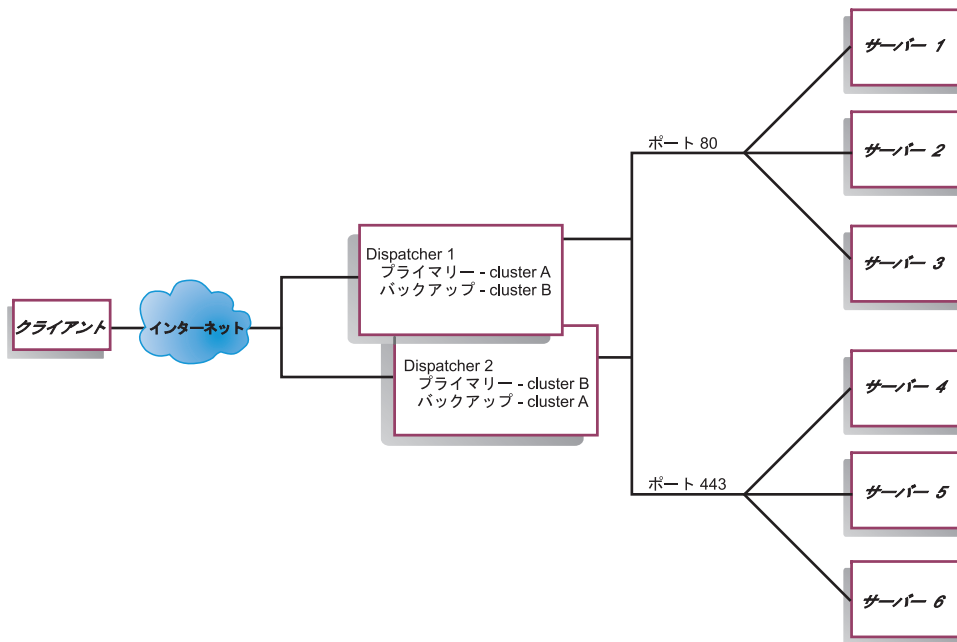 クライアント
インターネット
Dispatcher 1
プライマリー - cluster A
バックアップ - cluster B
Dispatcher 2
プライマリー - cluster B
バックアップ - cluster A
ポート 80
サーバー 1
サーバー 2
サーバー 3
ポート 443
サーバー 4
サーバー 5
サーバー 6